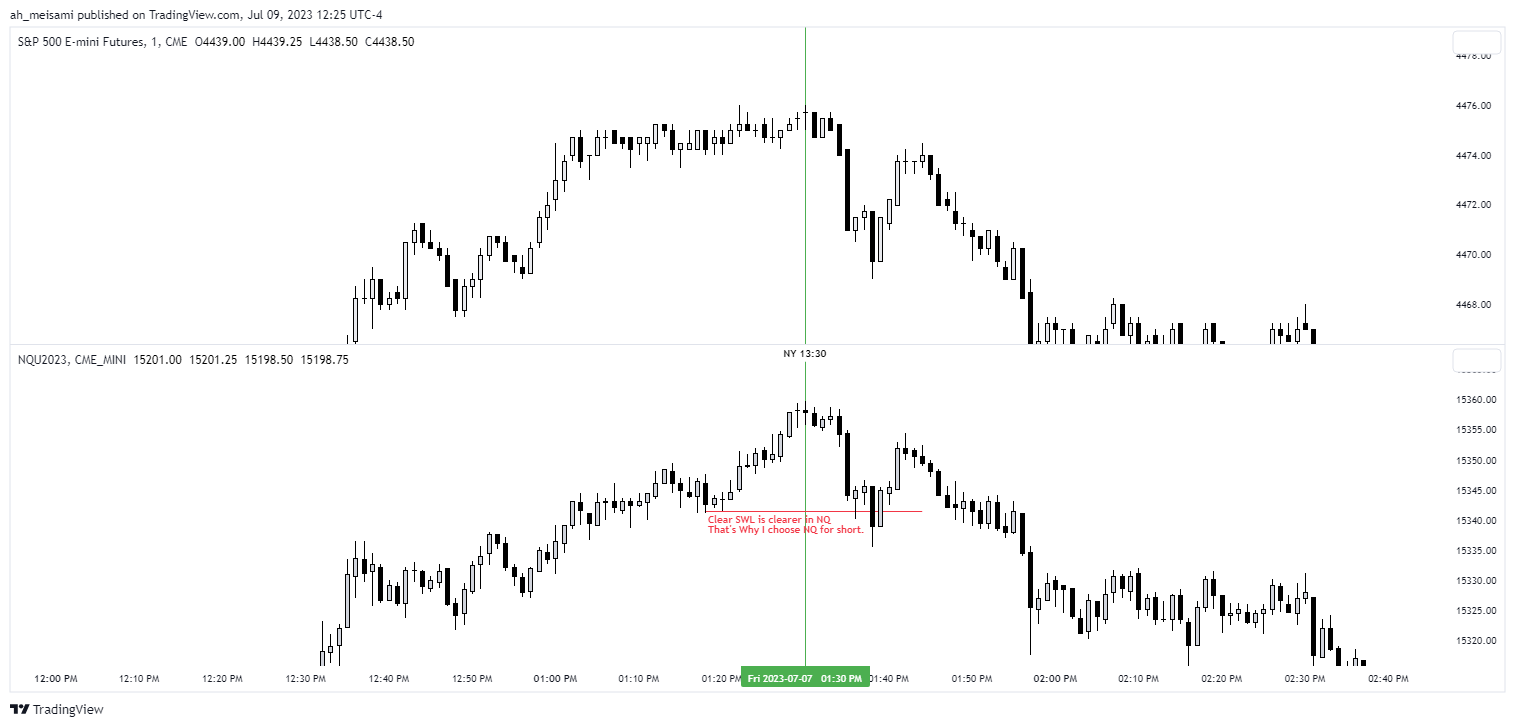 ah_meisami published on TradingView.com, Jul 09, 2023 12:25 UTC-4
S&P 500 E-mini Futures, 1, CME O4439.00 H4439.25 L4438.50 C4438.50
4478.00
4476.00
4474.00
4472.00
4470.00
4468.00
NY 13:30
NQU2023, CME_MINI 15201.00 15201.25 15198.50 15198.75
15360.00
15355.00
15350.00
15345.00
15340.00
15335.00
15330.00
15325.00
15320.00
Clear SWL is clearer in NQ
That's Why I choose NQ for short.
12:00 PM 12:10 PM 12:20 PM 12:30 PM 12:40 PM 12:50 PM 01:00 PM 01:10 PM 01:20 PM Fri 2023-07-07 01:30 PM 01:40 PM 01:50 PM 02:00 PM 02:10 PM 02:20 PM 02:30 PM 02:40 PM
TradingView